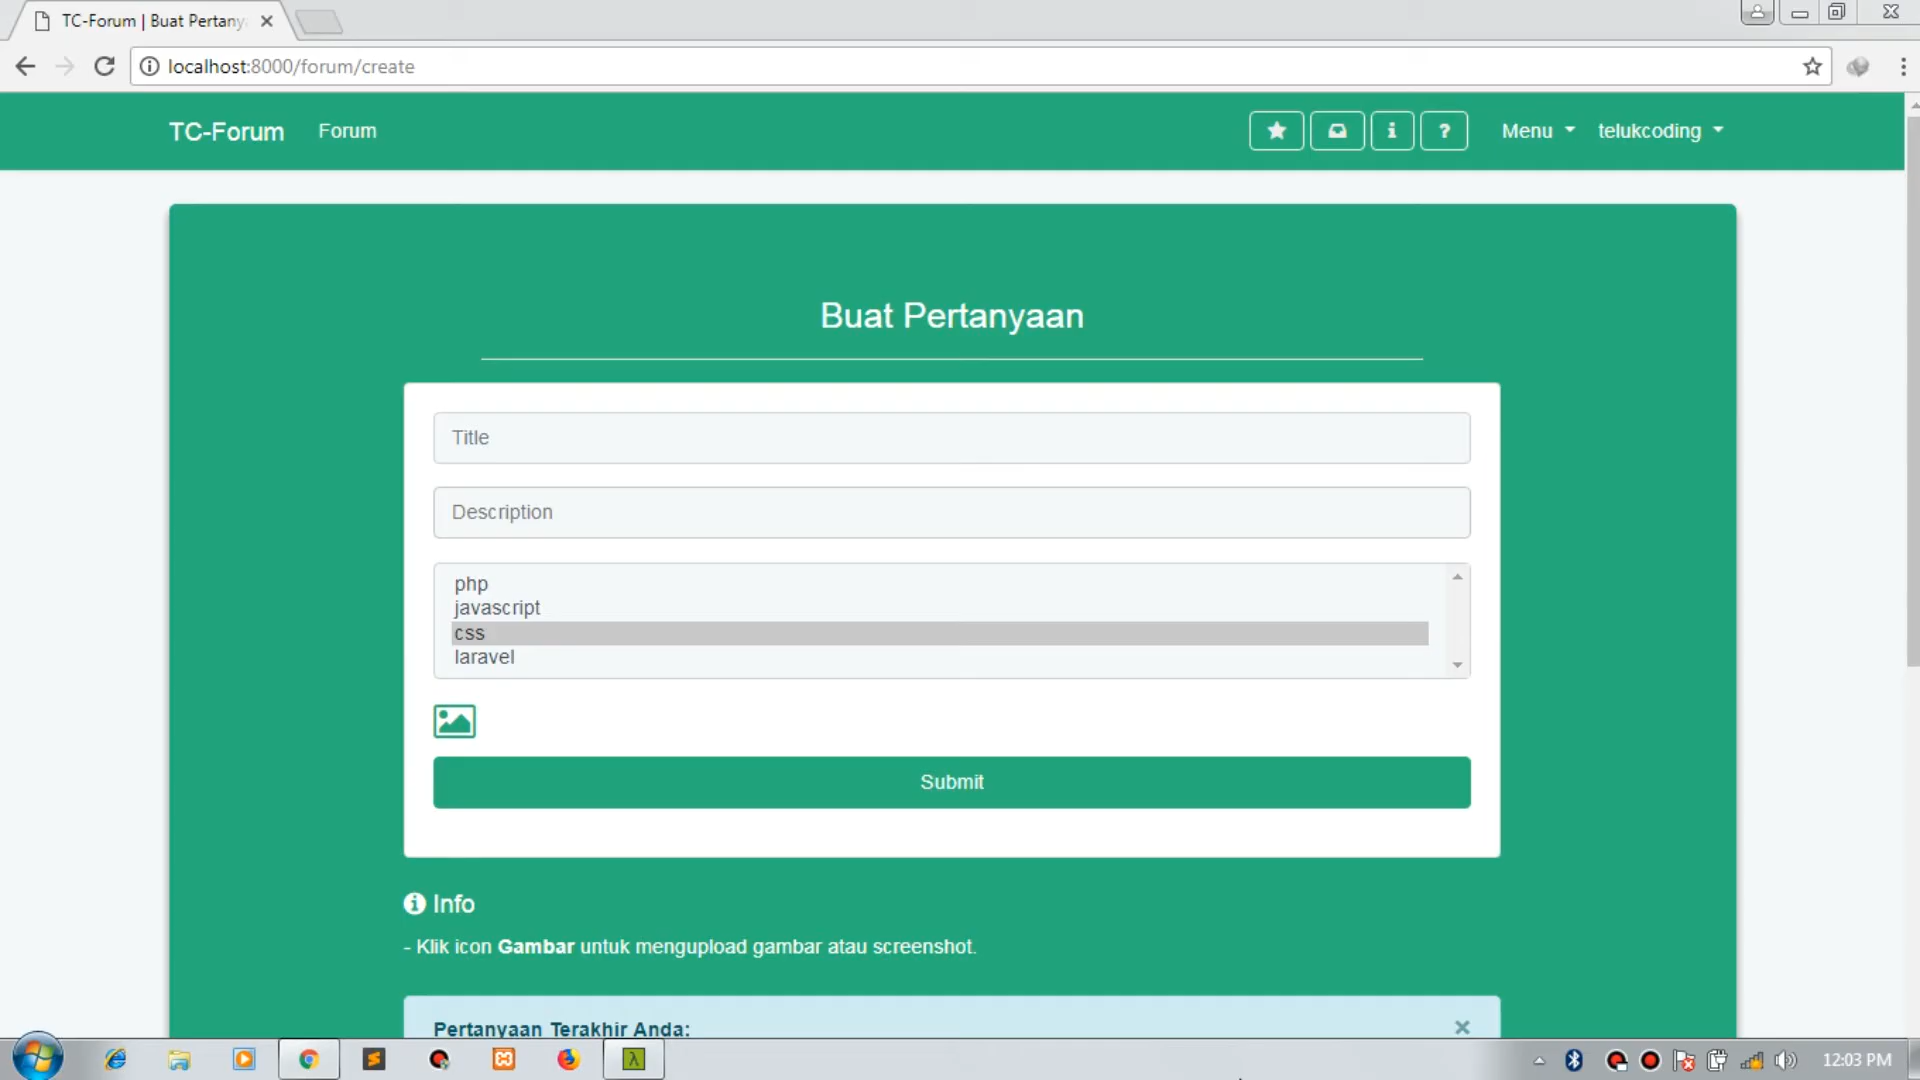 TC-Forum | Buat Pertany
localhost:8000/forum/create
TC-Forum
Forum
Menu
telukcoding
Buat Pertanyaan
Title
Description
php
javascript
css
laravel
Submit
Info
- Klik icon Gambar untuk mengupload gambar atau screenshot.
Pertanyaan Terakhir Anda:
12:03 PM